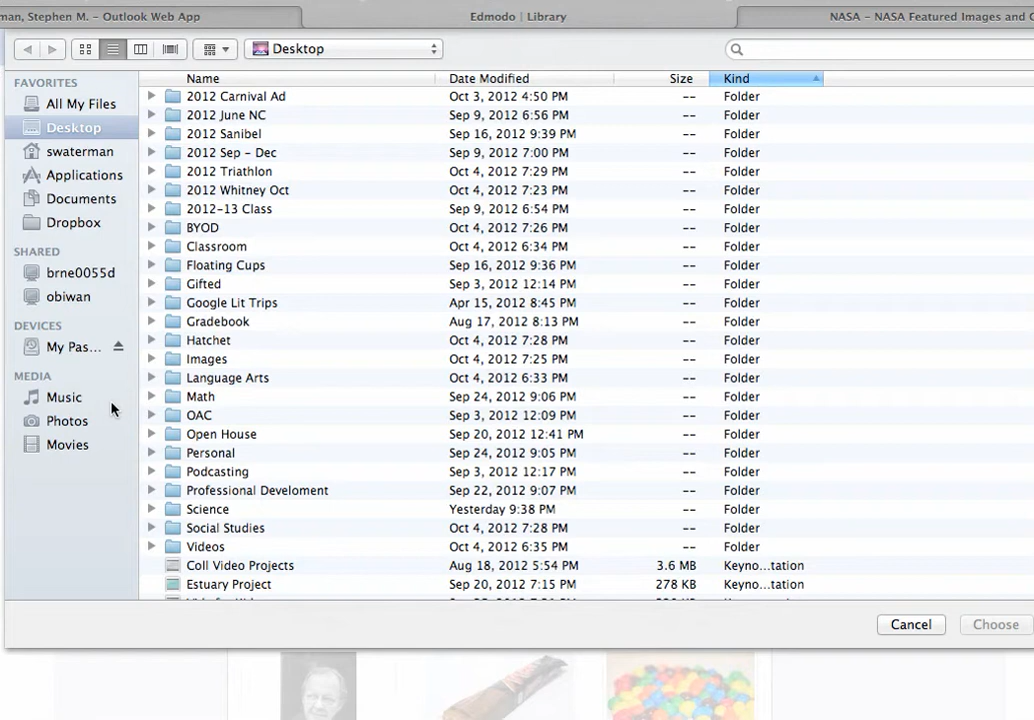 man, Stephen M. – Outlook Web App
Edmodo | Library
NASA – NASA Featured Images and
Desktop
Name Date Modified Size Kind
FAVORITES
All My Files
Desktop
swaterman
Applications
Documents
Dropbox
SHARED
brne0055d
obiwan
DEVICES
My Pas...
MEDIA
Music
Photos
Movies
2012 Carnival Ad Oct 3, 2012 4:50 PM -- Folder
2012 June NC Sep 9, 2012 6:56 PM -- Folder
2012 Sanibel Sep 16, 2012 9:39 PM -- Folder
2012 Sep – Dec Sep 9, 2012 7:00 PM -- Folder
2012 Triathlon Oct 4, 2012 7:29 PM -- Folder
2012 Whitney Oct Oct 4, 2012 7:23 PM -- Folder
2012-13 Class Sep 9, 2012 6:54 PM -- Folder
BYOD Oct 4, 2012 7:26 PM -- Folder
Classroom Oct 4, 2012 6:34 PM -- Folder
Floating Cups Sep 16, 2012 9:36 PM -- Folder
Gifted Sep 3, 2012 12:14 PM -- Folder
Google Lit Trips Apr 15, 2012 8:45 PM -- Folder
Gradebook Aug 17, 2012 8:13 PM -- Folder
Hatchet Oct 4, 2012 7:28 PM -- Folder
Images Oct 4, 2012 7:25 PM -- Folder
Language Arts Oct 4, 2012 6:33 PM -- Folder
Math Sep 24, 2012 9:06 PM -- Folder
OAC Sep 3, 2012 12:09 PM -- Folder
Open House Sep 20, 2012 12:41 PM -- Folder
Personal Sep 24, 2012 9:05 PM -- Folder
Podcasting Sep 3, 2012 12:17 PM -- Folder
Professional Develoment Sep 22, 2012 9:07 PM -- Folder
Science Yesterday 9:38 PM -- Folder
Social Studies Oct 4, 2012 7:28 PM -- Folder
Videos Oct 4, 2012 6:35 PM -- Folder
Coll Video Projects Aug 18, 2012 5:54 PM 3.6 MB Keyno...tation
Estuary Project Sep 20, 2012 7:15 PM 278 KB Keyno...tation
Cancel Choose